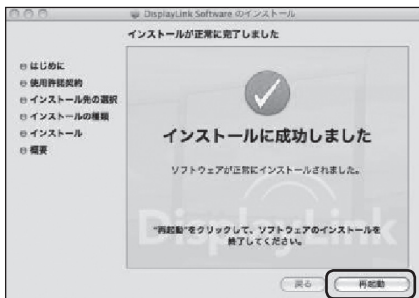 DisplayLink Software のインストール
インストールが正常に完了しました
はじめに
使用許諾契約
インストール先の選択
インストールの種類
インストール
概要
インストールに成功しました
ソフトウェアが正常にインストールされました。
"再起動"をクリックして、ソフトウェアのインストールを
終了してください。
DisplayLink
戻る
再起動